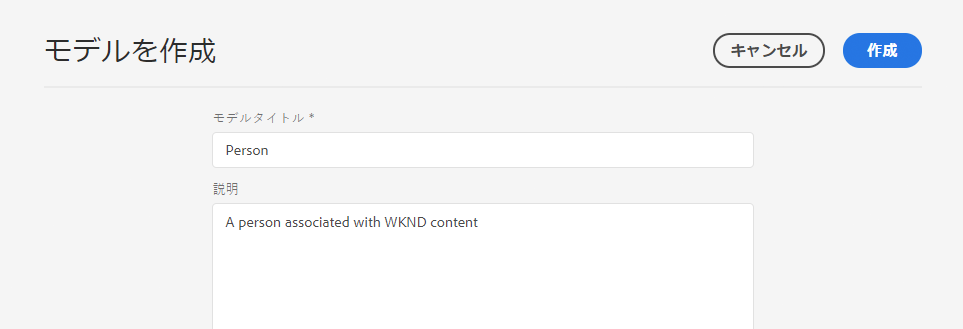 モデルを作成
キャンセル
作成
モデルタイトル *
Person
説明
A person associated with WKND content